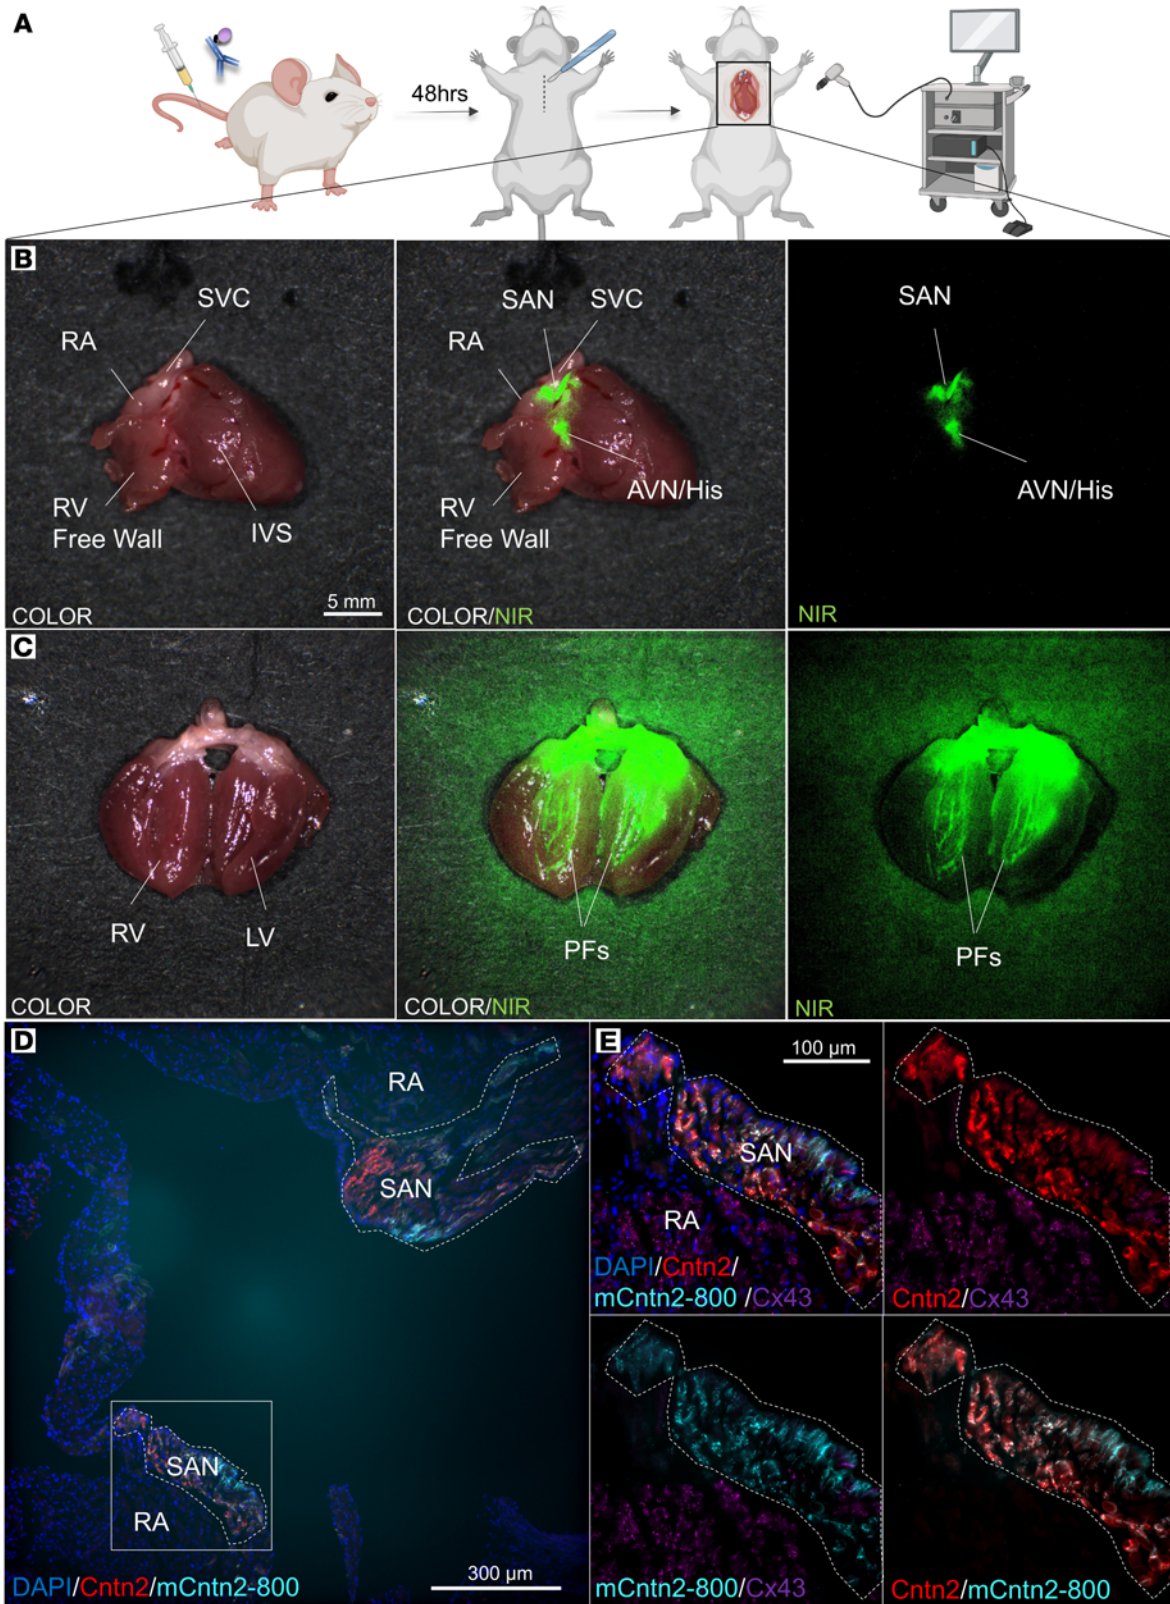 A
48hrs
B
SVC
RA
RV
Free Wall
IVS
5 mm
COLOR
SAN
SVC
RA
RV
Free Wall
AVN/His
COLOR/NIR
SAN
AVN/His
NIR
C
RV
LV
COLOR
PFs
COLOR/NIR
PFs
NIR
D
RA
SAN
SAN
RA
DAPI/Cntn2/mCntn2-800
300 µm
E
100 µm
SAN
RA
DAPI/Cntn2/
mCntn2-800 /Cx43
Cntn2/Cx43
mCntn2-800/Cx43
Cntn2/mCntn2-800